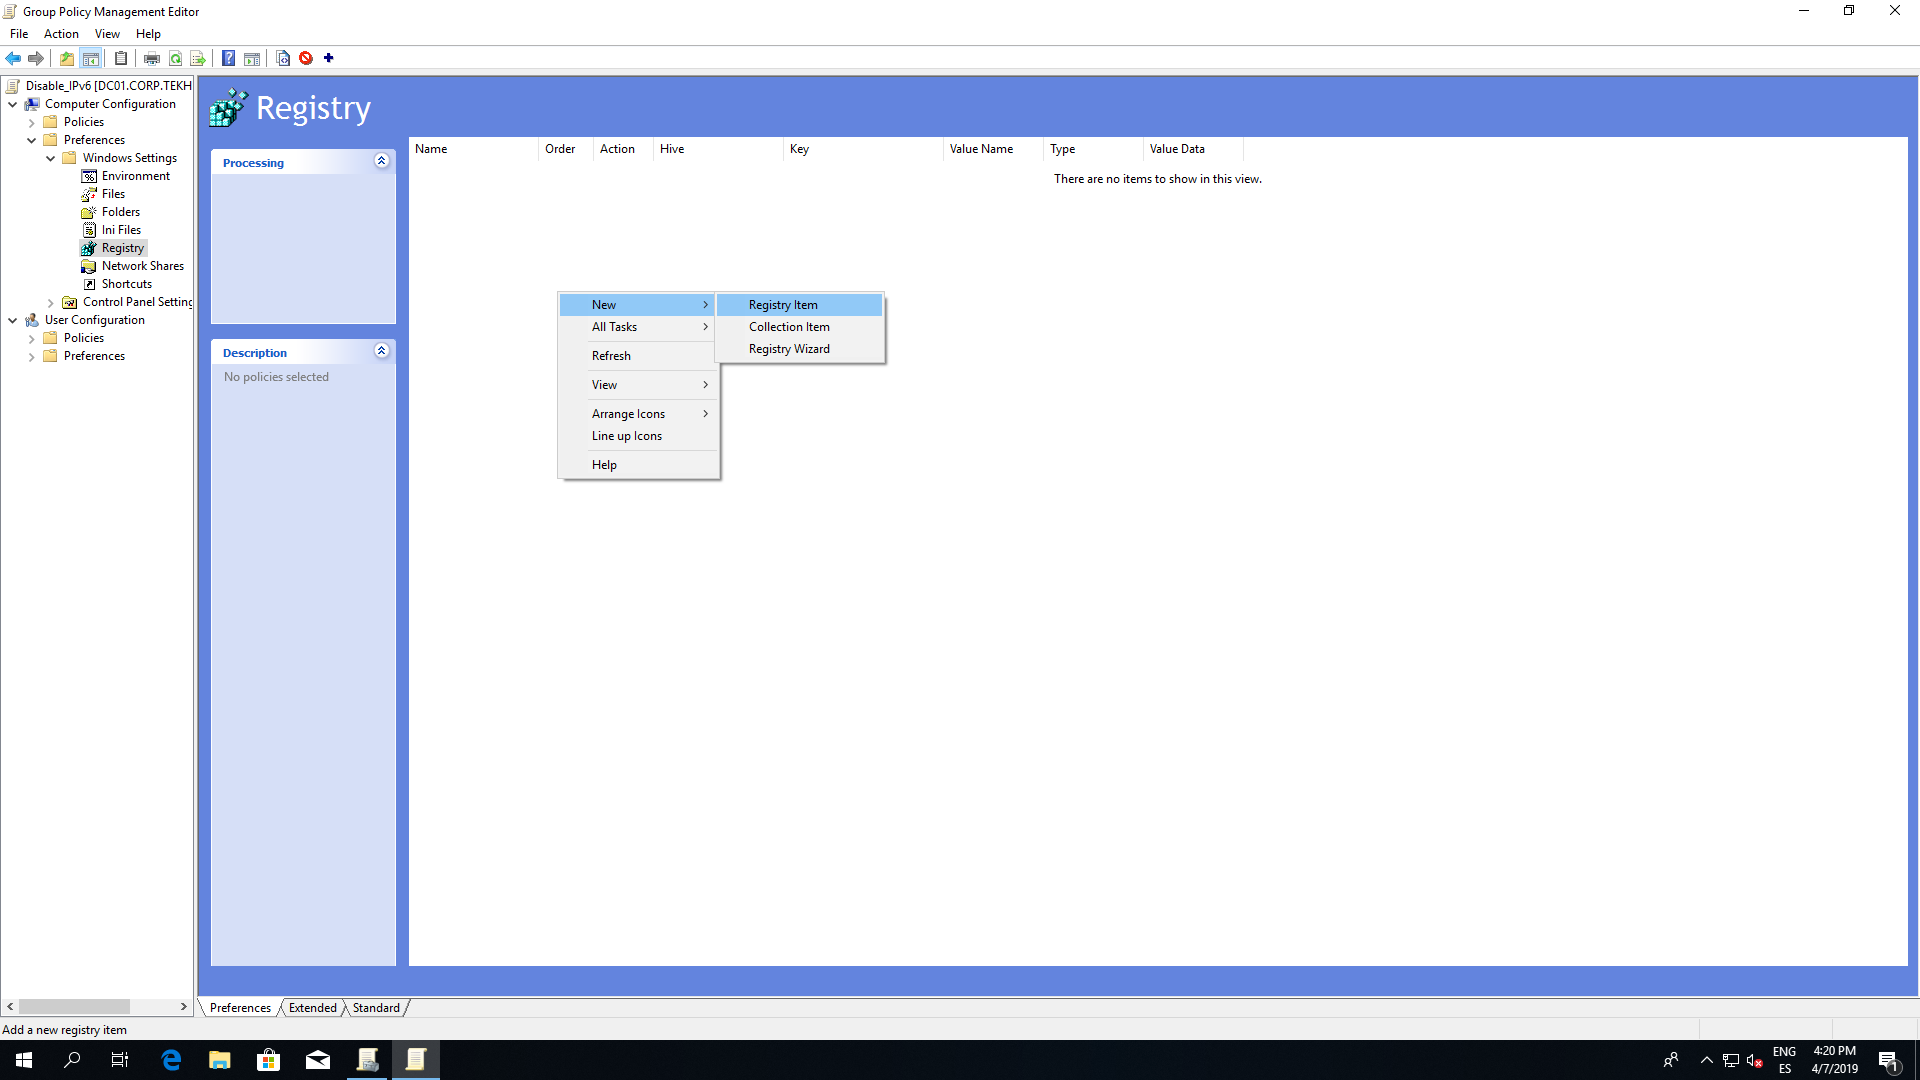 Group Policy Management Editor
File Action View Help
Disable_IPv6 [DC01.CORP.TEKH
Computer Configuration
Policies
Preferences
Windows Settings
Environment
Files
Folders
Ini Files
Registry
Network Shares
Shortcuts
Control Panel Setting
User Configuration
Policies
Preferences
Registry
Processing
Description
No policies selected
Name Order Action Hive Key Value Name Type Value Data
There are no items to show in this view.
New
All Tasks
Refresh
View
Arrange Icons
Line up Icons
Help
Registry Item
Collection Item
Registry Wizard
Preferences Extended Standard
Add a new registry item
ENG
ES
4:20 PM
4/7/2019
1